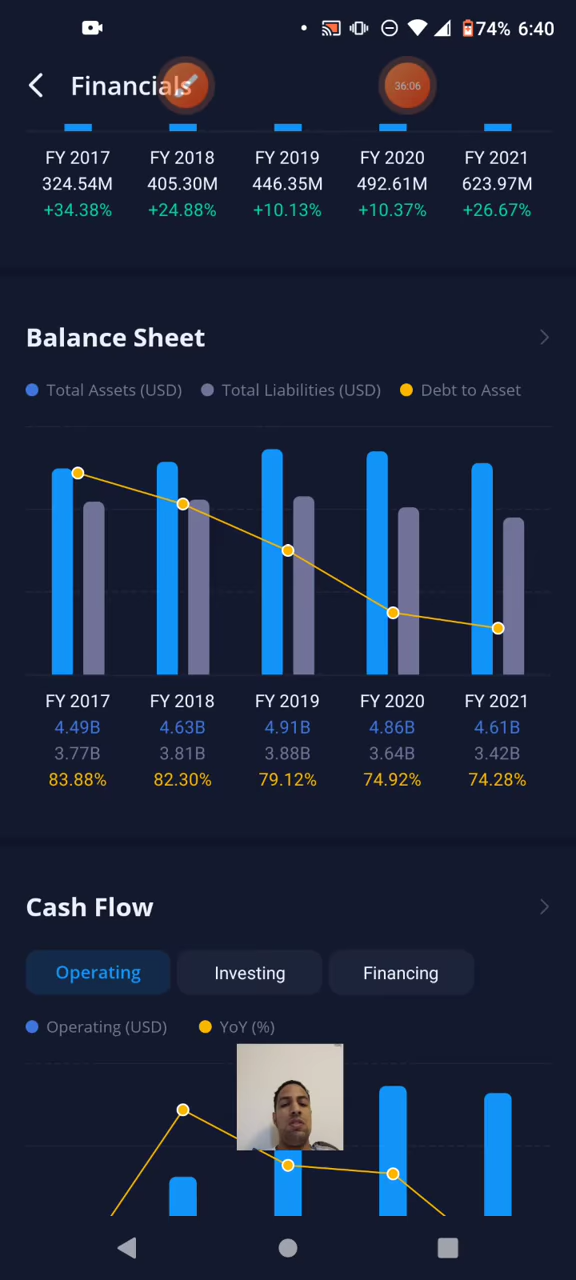 74% 6:40
Financials
36:06
FY 2017 FY 2018 FY 2019 FY 2020 FY 2021
324.54M 405.30M 446.35M 492.61M 623.97M
+34.38% +24.88% +10.13% +10.37% +26.67%
Balance Sheet
Total Assets (USD) Total Liabilities (USD) Debt to Asset
FY 2017 FY 2018 FY 2019 FY 2020 FY 2021
4.49B 4.63B 4.91B 4.86B 4.61B
3.77B 3.81B 3.88B 3.64B 3.42B
83.88% 82.30% 79.12% 74.92% 74.28%
Cash Flow
Operating Investing Financing
Operating (USD) YoY (%)